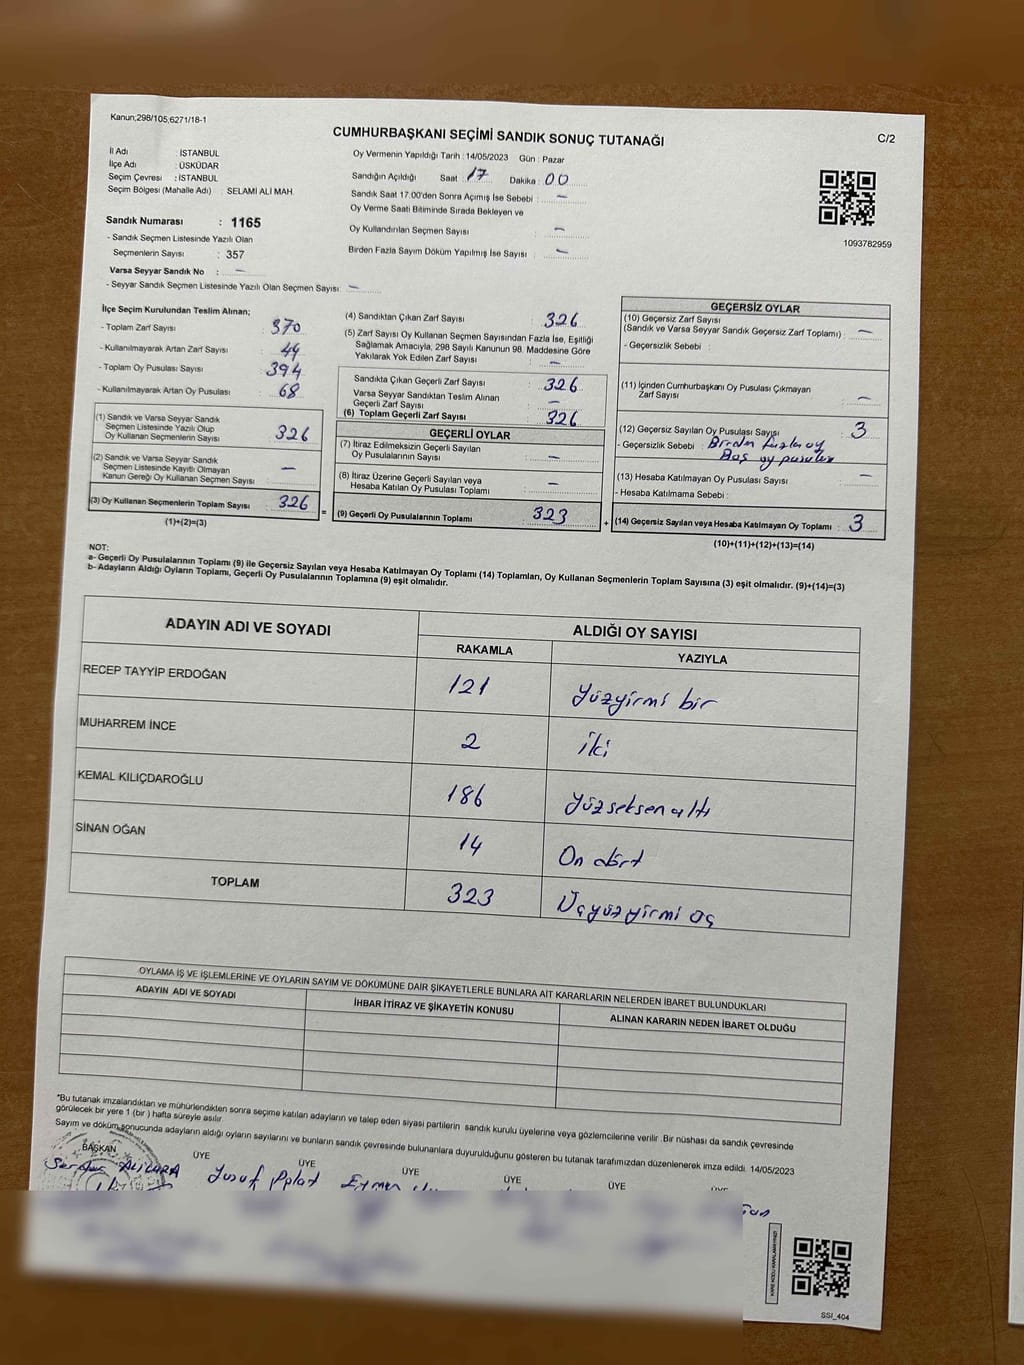 Kanun;298/105;6271/18-1
CUMHURBAŞKANI SEÇİMİ SANDIK SONUÇ TUTANAĞI
C/2
İl Adı : İSTANBUL
İlçe Adı : ÜSKÜDAR
Seçim Çevresi : İSTANBUL
Seçim Bölgesi (Mahalle Adı) : SELAMİ ALİ MAH.
Oy Vermenin Yapıldığı Tarih : 14/05/2023 Gün : Pazar
Sandığın Açıldığı Saat 17 Dakika : 00
Sandık Saat 17:00'den Sonra Açımış İse Sebebi : –
Oy Verme Saati Bitiminde Sırada Bekleyen ve
Oy Kullandırılan Seçmen Sayısı : –
Birden Fazla Sayım Döküm Yapılmış İse Sayısı : –
1093782959
Sandık Numarası : 1165
- Sandık Seçmen Listesinde Yazılı Olan
Seçmenlerin Sayısı : 357
Varsa Seyyar Sandık No : –
- Seyyar Sandık Seçmen Listesinde Yazılı Olan Seçmen Sayısı : –
İlçe Seçim Kurulundan Teslim Alınan;
- Toplam Zarf Sayısı : 370
- Kullanılmayarak Artan Zarf Sayısı : 44
- Toplam Oy Pusulası Sayısı : 394
- Kullanılmayarak Artan Oy Pusulası : 68
(1) Sandık ve Varsa Seyyar Sandık
Seçmen Listesinde Yazılı Olup
Oy Kullanan Seçmenlerin Sayısı : 326
(2) Sandık ve Varsa Seyyar Sandık
Seçmen Listesinde Kayıtlı Olmayan
Kanun Gereği Oy Kullanan Seçmen Sayısı : –
(3) Oy Kullanan Seçmenlerin Toplam Sayısı : 326
(1)+(2)=(3)
(4) Sandıktan Çıkan Zarf Sayısı : 326
(5) Zarf Sayısı Oy Kullanan Seçmen Sayısından Fazla İse, Eşitliği
Sağlamak Amacıyla, 298 Sayılı Kanunun 98. Maddesine Göre
Yakılarak Yok Edilen Zarf Sayısı : –
Sandıkta Çıkan Geçerli Zarf Sayısı : 326
Varsa Seyyar Sandıktan Teslim Alınan
Geçerli Zarf Sayısı : –
(6) Toplam Geçerli Zarf Sayısı : 326
GEÇERLİ OYLAR
(7) İtiraz Edilmeksizin Geçerli Sayılan
Oy Pusulalarının Sayısı : –
(8) İtiraz Üzerine Geçerli Sayılan veya
Hesaba Katılan Oy Pusulası Toplamı : –
= (9) Geçerli Oy Pusulalarının Toplamı : 323
GEÇERSİZ OYLAR
(10) Geçersiz Zarf Sayısı
(Sandık ve Varsa Seyyar Sandık Geçersiz Zarf Toplamı) : –
- Geçersizlik Sebebi :
(11) İçinden Cumhurbaşkanı Oy Pusulası Çıkmayan
Zarf Sayısı : –
(12) Geçersiz Sayılan Oy Pusulası Sayısı : 3
- Geçersizlik Sebebi : Birden fazla oy
Boş oy pusulası
(13) Hesaba Katılmayan Oy Pusulası Sayısı : –
- Hesaba Katılmama Sebebi :
+ (14) Geçersiz Sayılan veya Hesaba Katılmayan Oy Toplamı : 3
(10)+(11)+(12)+(13)=(14)
NOT:
a- Geçerli Oy Pusulalarının Toplamı (9) ile Geçersiz Sayılan veya Hesaba Katılmayan Oy Toplamı (14) Toplamları, Oy Kullanan Seçmenlerin Toplam Sayısına (3) eşit olmalıdır. (9)+(14)=(3)
b- Adayların Aldığı Oyların Toplamı, Geçerli Oy Pusulalarının Toplamına (9) eşit olmalıdır.
ADAYIN ADI VE SOYADI
ALDIĞI OY SAYISI
RAKAMLA YAZIYLA
RECEP TAYYİP ERDOĞAN 121 Yüzyirmi bir
MUHARREM İNCE 2 iki
KEMAL KILIÇDAROĞLU 186 Yüzseksen altı
SİNAN OĞAN 14 On dört
TOPLAM 323 Üçyüzyirmi üç
OYLAMA İŞ VE İŞLEMLERİNE VE OYLARIN SAYIM VE DÖKÜMÜNE DAİR ŞİKAYETLERLE BUNLARA AİT KARARLARIN NELERDEN İBARET BULUNDUKLARI
ADAYIN ADI VE SOYADI İHBAR İTİRAZ VE ŞİKAYETİN KONUSU ALINAN KARARIN NEDEN İBARET OLDUĞU
*Bu tutanak imzalandıktan ve mühürlendikten sonra seçime katılan adayların ve talep eden siyasi partilerin sandık kurulu üyelerine veya gözlemcilerine verilir .Bir nüshası da sandık çevresinde
görülecek bir yere 1 (bir ) hafta süreyle asılır.
Sayım ve döküm sonucunda adayların aldığı oyların sayılarını ve bunların sandık çevresinde bulunanlara duyurulduğunu gösteren bu tutanak tarafımızdan düzenlenerek imza edildi. 14/05/2023
BAŞKAN ÜYE ÜYE ÜYE ÜYE ÜYE
Yusuf Polat
SSI_404